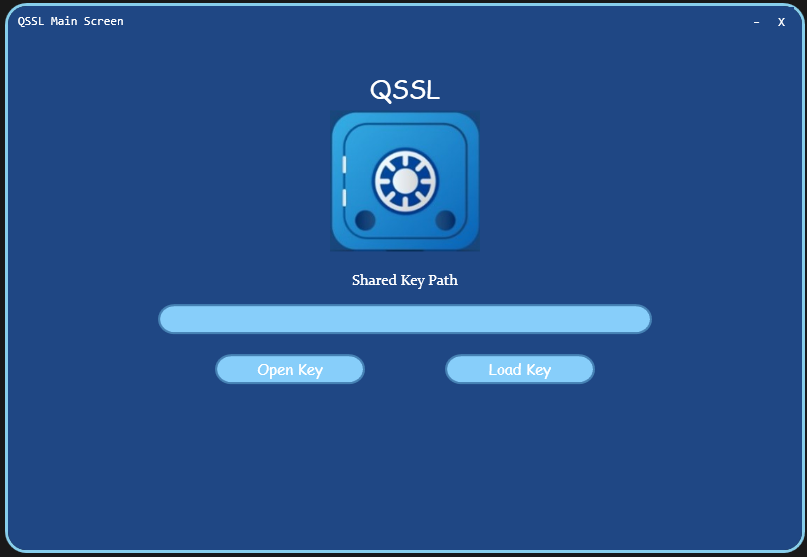 QSSL Main Screen – X
QSSL
Shared Key Path
Open Key Load Key